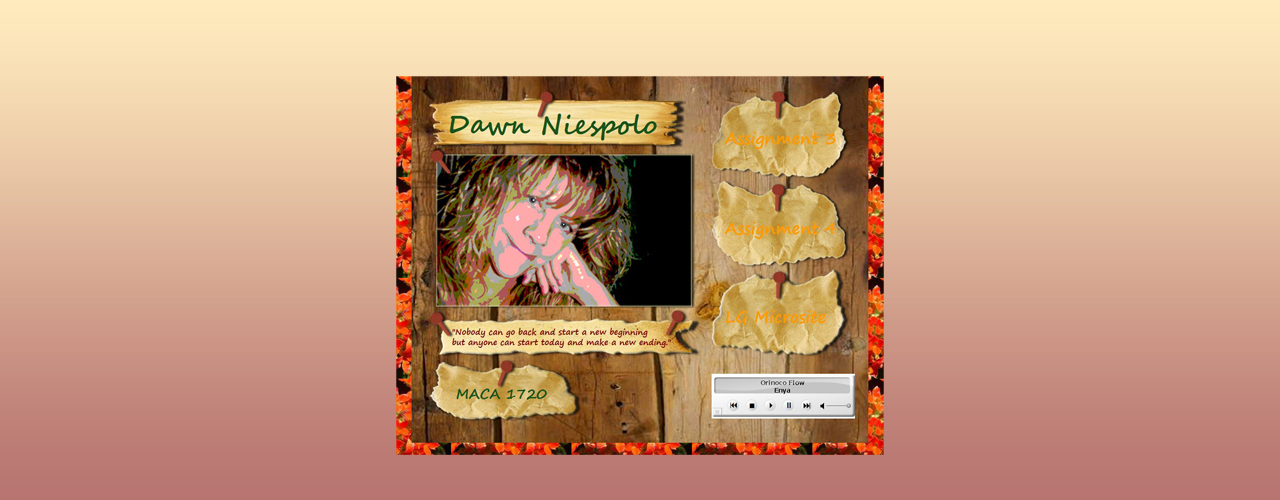 Dawn Niespolo
Assignment 3
Assignment 4
LG Microsite
"Nobody can go back and start a new beginning
but anyone can start today and make a new ending."
MACA 1720
Orinoco Flow
Enya